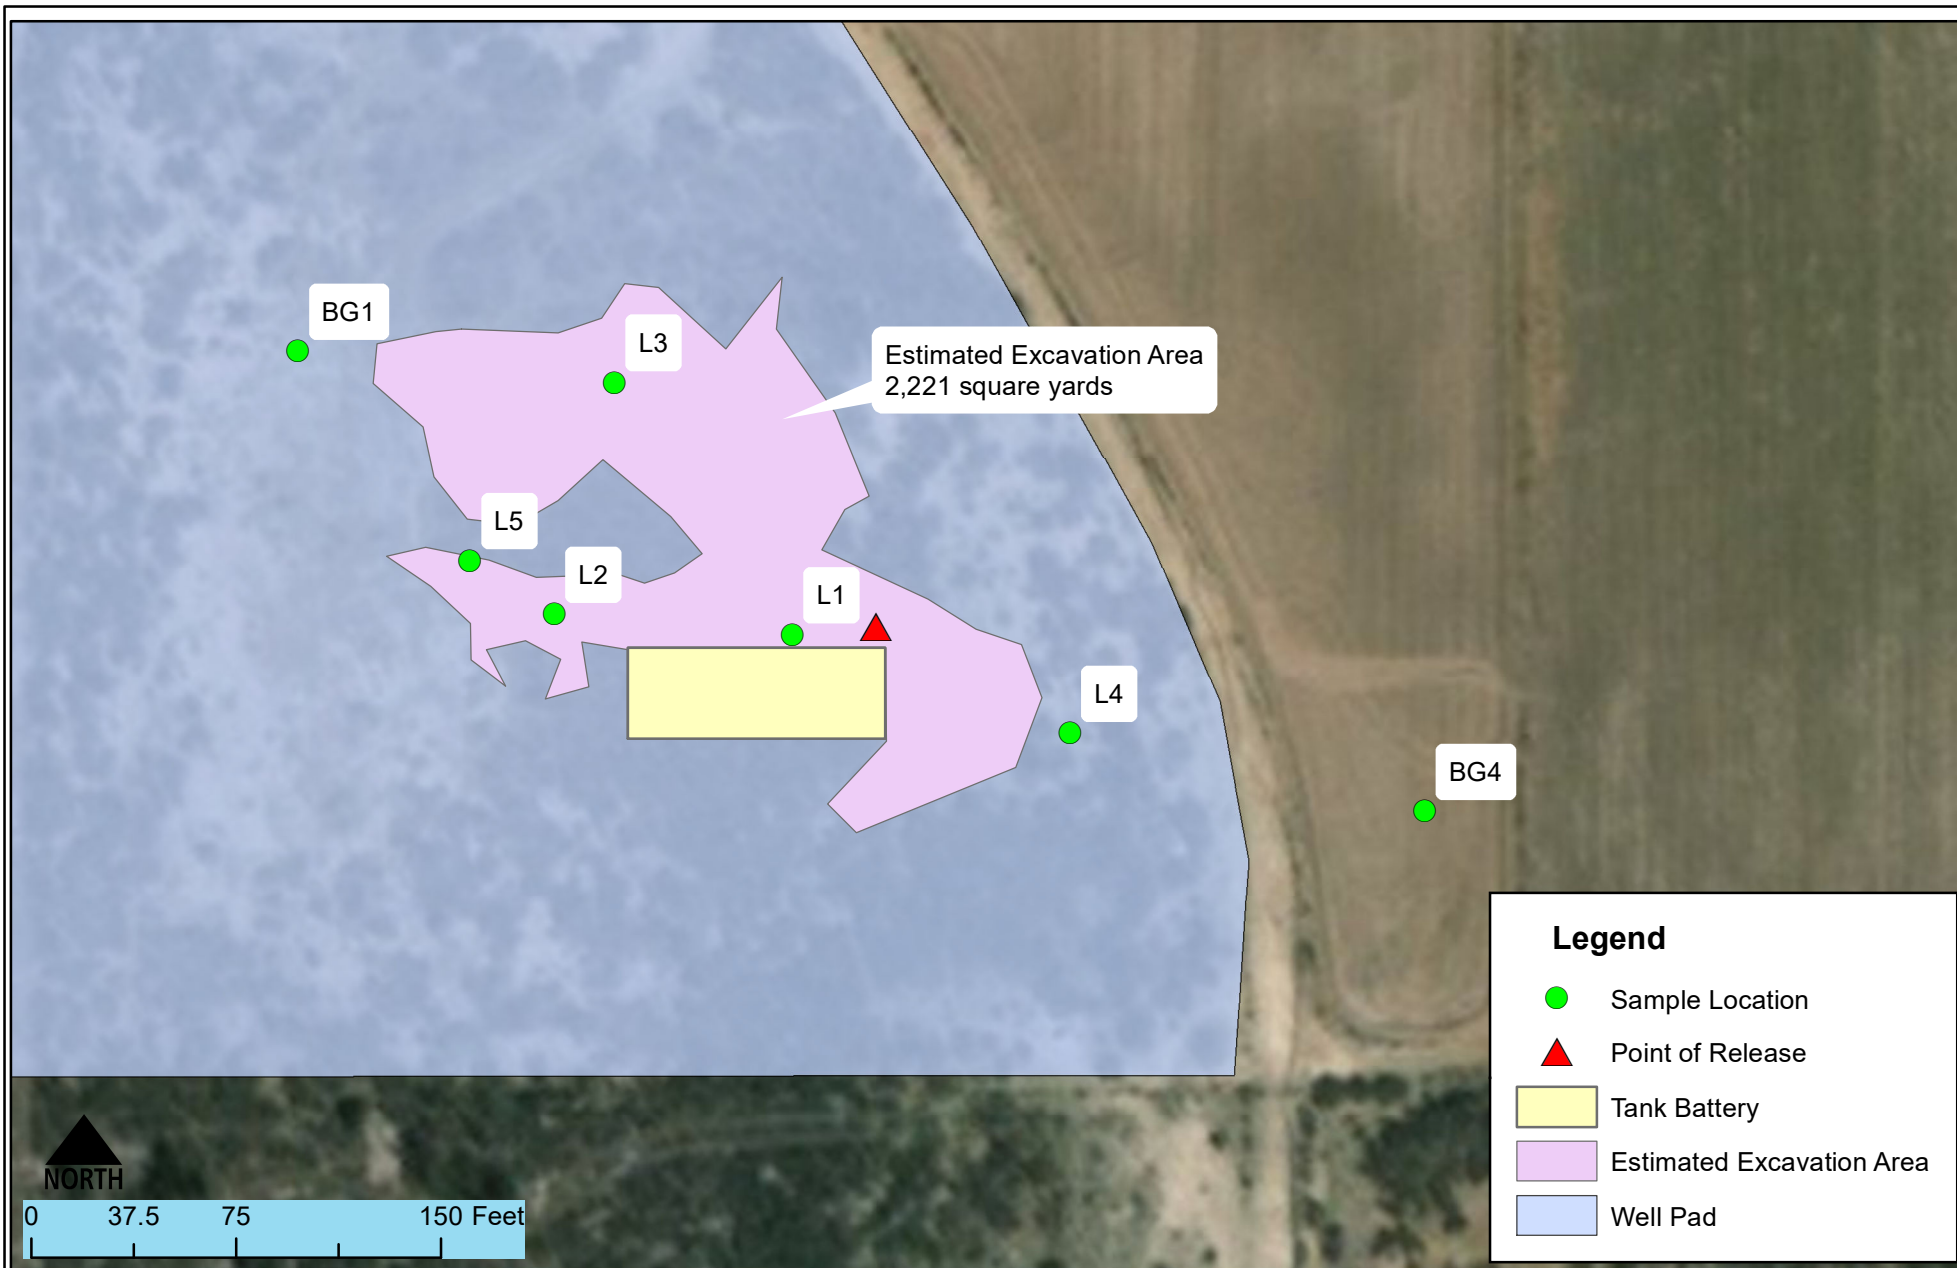 BG1
L3
Estimated Excavation Area
2,221 square yards
L5
L2
L1
L4
BG4
Legend
Sample Location
Point of Release
Tank Battery
Estimated Excavation Area
Well Pad
NORTH
0 37.5 75 150 Feet